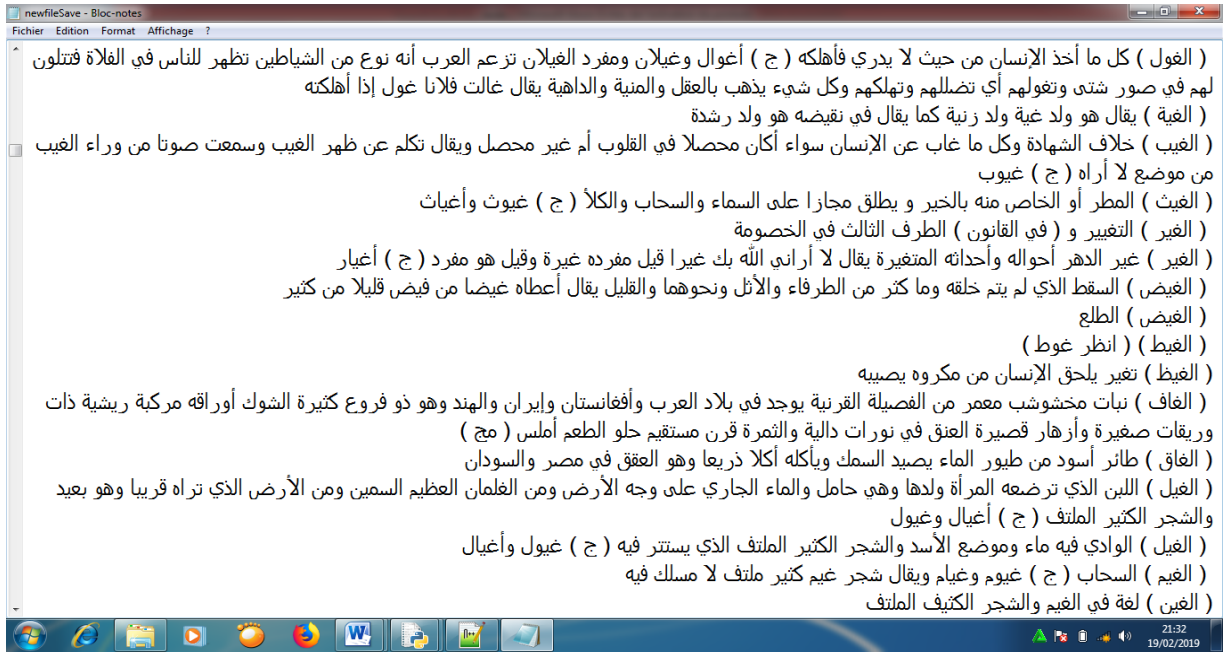 newfileSave - Bloc-notes
Fichier Edition Format Affichage ?
( الغول ) كل ما أخذ الإنسان من حيث لا يدري فأهلكه ( ج ) أغوال وغيلان ومفرد الغيلان تزعم العرب أنه نوع من الشياطين تظهر للناس في الفلاة فتتلون
لهم في صور شتى وتغولهم أي تضللهم وتهلكهم وكل شيء يذهب بالعقل والمنية والداهية يقال غالت فلانا غول إذا أهلكته
( الغية ) يقال هو ولد غية ولد زنية كما يقال في نقيضه هو ولد رشدة
( الغيب ) خلاف الشهادة وكل ما غاب عن الإنسان سواء أكان محصلا في القلوب أم غير محصل ويقال تكلم عن ظهر الغيب وسمعت صوتا من وراء الغيب
من موضع لا أراه ( ج ) غيوب
( الغيث ) المطر أو الخاص منه بالخير و يطلق مجازا على السماء والسحاب والكلأ ( ج ) غيوث وأغياث
( الغير ) التغيير و ( في القانون ) الطرف الثالث في الخصومة
( الغير ) غير الدهر أحواله وأحداثه المتغيرة يقال لا أراني الله بك غيرا قيل مفرده غيرة وقيل هو مفرد ( ج ) أغيار
( الغيض ) السقط الذي لم يتم خلقه وما كثر من الطرفاء والأثل ونحوهما والقليل يقال أعطاه غيضا من فيض قليلا من كثير
( الغيض ) الطلع
( الغيط ) ( انظر غوط )
( الغيظ ) تغير يلحق الإنسان من مكروه يصيبه
( الغاف ) نبات مخشوشب معمر من الفصيلة القرنية يوجد في بلاد العرب وأفغانستان وإيران والهند وهو ذو فروع كثيرة الشوك أوراقه مركبة ريشية ذات
وريقات صغيرة وأزهار قصيرة العنق في نورات دالية والثمرة قرن مستقيم حلو الطعم أملس ( مج )
( الغاق ) طائر أسود من طيور الماء يصيد السمك ويأكله أكلا ذريعا وهو العقق في مصر والسودان
( الغيل ) اللبن الذي ترضعه المرأة ولدها وهي حامل والماء الجاري على وجه الأرض ومن الغلمان العظيم السمين ومن الأرض الذي تراه قريبا وهو بعيد
والشجر الكثير الملتف ( ج ) أغيال وغيول
( الغيل ) الوادي فيه ماء وموضع الأسد والشجر الكثير الملتف الذي يستتر فيه ( ج ) غيول وأغيال
( الغيم ) السحاب ( ج ) غيوم وغيام ويقال شجر غيم كثير ملتف لا مسلك فيه
( الغين ) لغة في الغيم والشجر الكثيف الملتف
21:32
19/02/2019